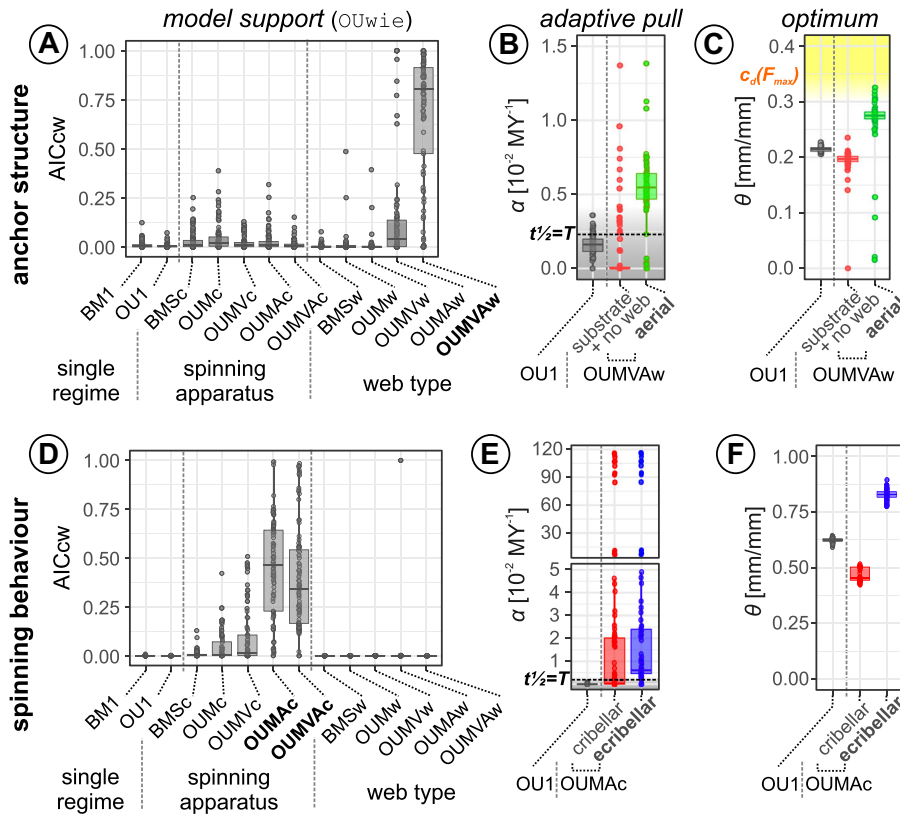 model support (OUwie)
adaptive pull
optimum
A
B
C
anchor structure
AICcw
1.00
0.75
0.50
0.25
0.00
BM1
OU1
BMSc
OUMc
OUMVc
OUMAc
OUMVAc
BMSw
OUMw
OUMVw
OUMAw
OUMVAw
single regime
spinning apparatus
web type
α [10-2 MY-1]
1.5
1.0
0.5
0.0
t½=T
substrate + no web
aerial
OU1
OUMVAw
θ [mm/mm]
0.4
0.3
0.2
0.1
0.0
cd(Fmax)
substrate + no web
aerial
OU1
OUMVAw
D
E
F
spinning behaviour
AICcw
1.00
0.75
0.50
0.25
0.00
BM1
OU1
BMSc
OUMc
OUMVc
OUMAc
OUMVAc
BMSw
OUMw
OUMVw
OUMAw
OUMVAw
single regime
spinning apparatus
web type
α [10-2 MY-1]
120
90
60
30
5
4
3
2
1
t½=T
cribellar
ecribellar
OU1
OUMAc
θ [mm/mm]
1.00
0.75
0.50
0.25
0.00
cribellar
ecribellar
OU1
OUMAc